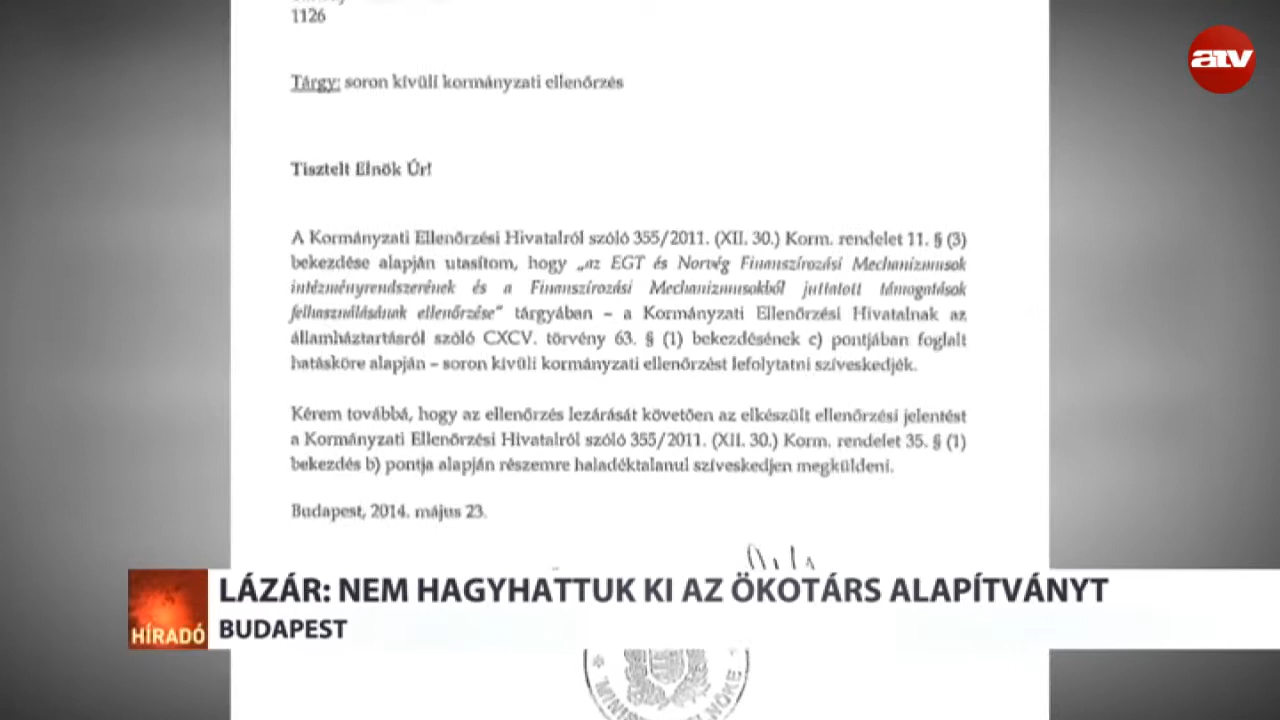 1126
atv
Tárgy: soron kívüli kormányzati ellenőrzés
Tisztelt Elnök Úr!
A Kormányzati Ellenőrzési Hivatalról szóló 355/2011. (XII. 30.) Korm. rendelet 11. § (3)
bekezdése alapján utasítom, hogy „az EGT és Norvég Finanszírozási Mechanizmusok
intézményrendszerének és a Finanszírozási Mechanizmusokból juttatott támogatások
felhasználásának ellenőrzése" tárgyában – a Kormányzati Ellenőrzési Hivatalnak az
államháztartásról szóló CXCV. törvény 63. § (1) bekezdésének c) pontjában foglalt
hatásköre alapján – soron kívüli kormányzati ellenőrzést lefolytatni szíveskedjék.
Kérem továbbá, hogy az ellenőrzés lezárását követően az elkészült ellenőrzési jelentést
a Kormányzati Ellenőrzési Hivatalról szóló 355/2011. (XII. 30.) Korm. rendelet 35. § (1)
bekezdés b) pontja alapján részemre haladéktalanul szíveskedjen megküldeni.
Budapest, 2014. május 23.
LÁZÁR: NEM HAGYHATTUK KI AZ ÖKOTÁRS ALAPÍTVÁNYT
HÍRADÓ
BUDAPEST